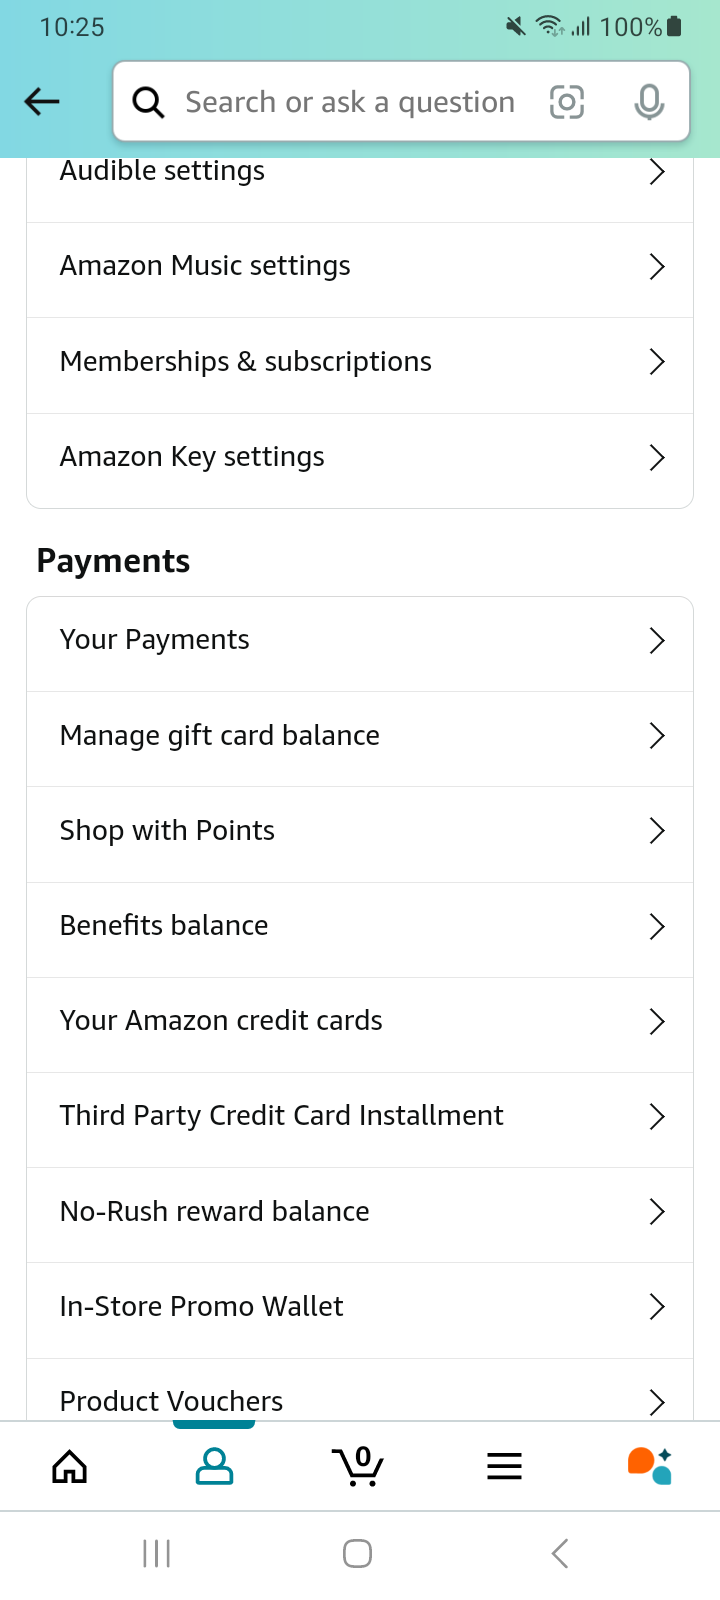 10:25
100%
Search or ask a question
Audible settings
Amazon Music settings
Memberships & subscriptions
Amazon Key settings
Payments
Your Payments
Manage gift card balance
Shop with Points
Benefits balance
Your Amazon credit cards
Third Party Credit Card Installment
No-Rush reward balance
In-Store Promo Wallet
Product Vouchers
0